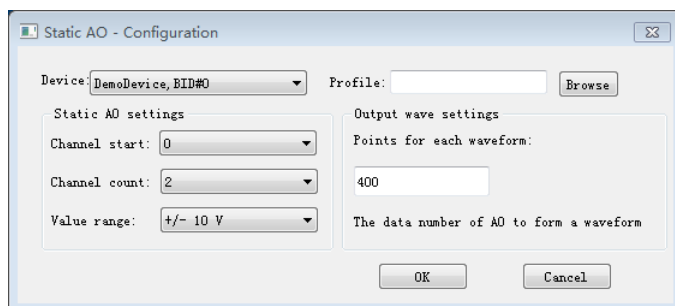 Static AO - Configuration
Device: DemoDevice,BID#0 Profile: Browse
Static AO settings
Channel start: 0
Channel count: 2
Value range: +/- 10 V
Output wave settings
Points for each waveform:
400
The data number of AO to form a waveform
OK Cancel